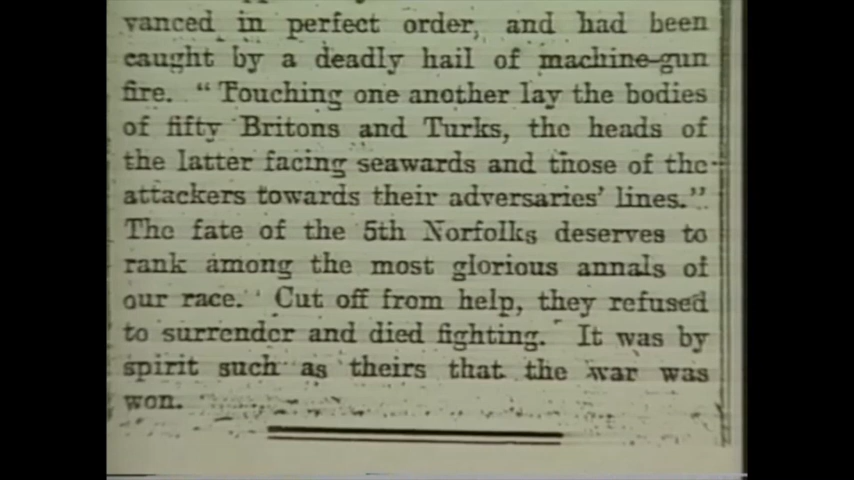 vanced in perfect order, and had been
caught by a deadly hail of machine-gun
fire. "Touching one another lay the bodies
of fifty Britons and Turks, the heads of
the latter facing seawards and those of the
attackers towards their adversaries' lines."
The fate of the 5th Norfolks deserves to
rank among the most glorious annals of
our race. Cut off from help, they refused
to surrender and died fighting. It was by
spirit such as theirs that the war was
won.